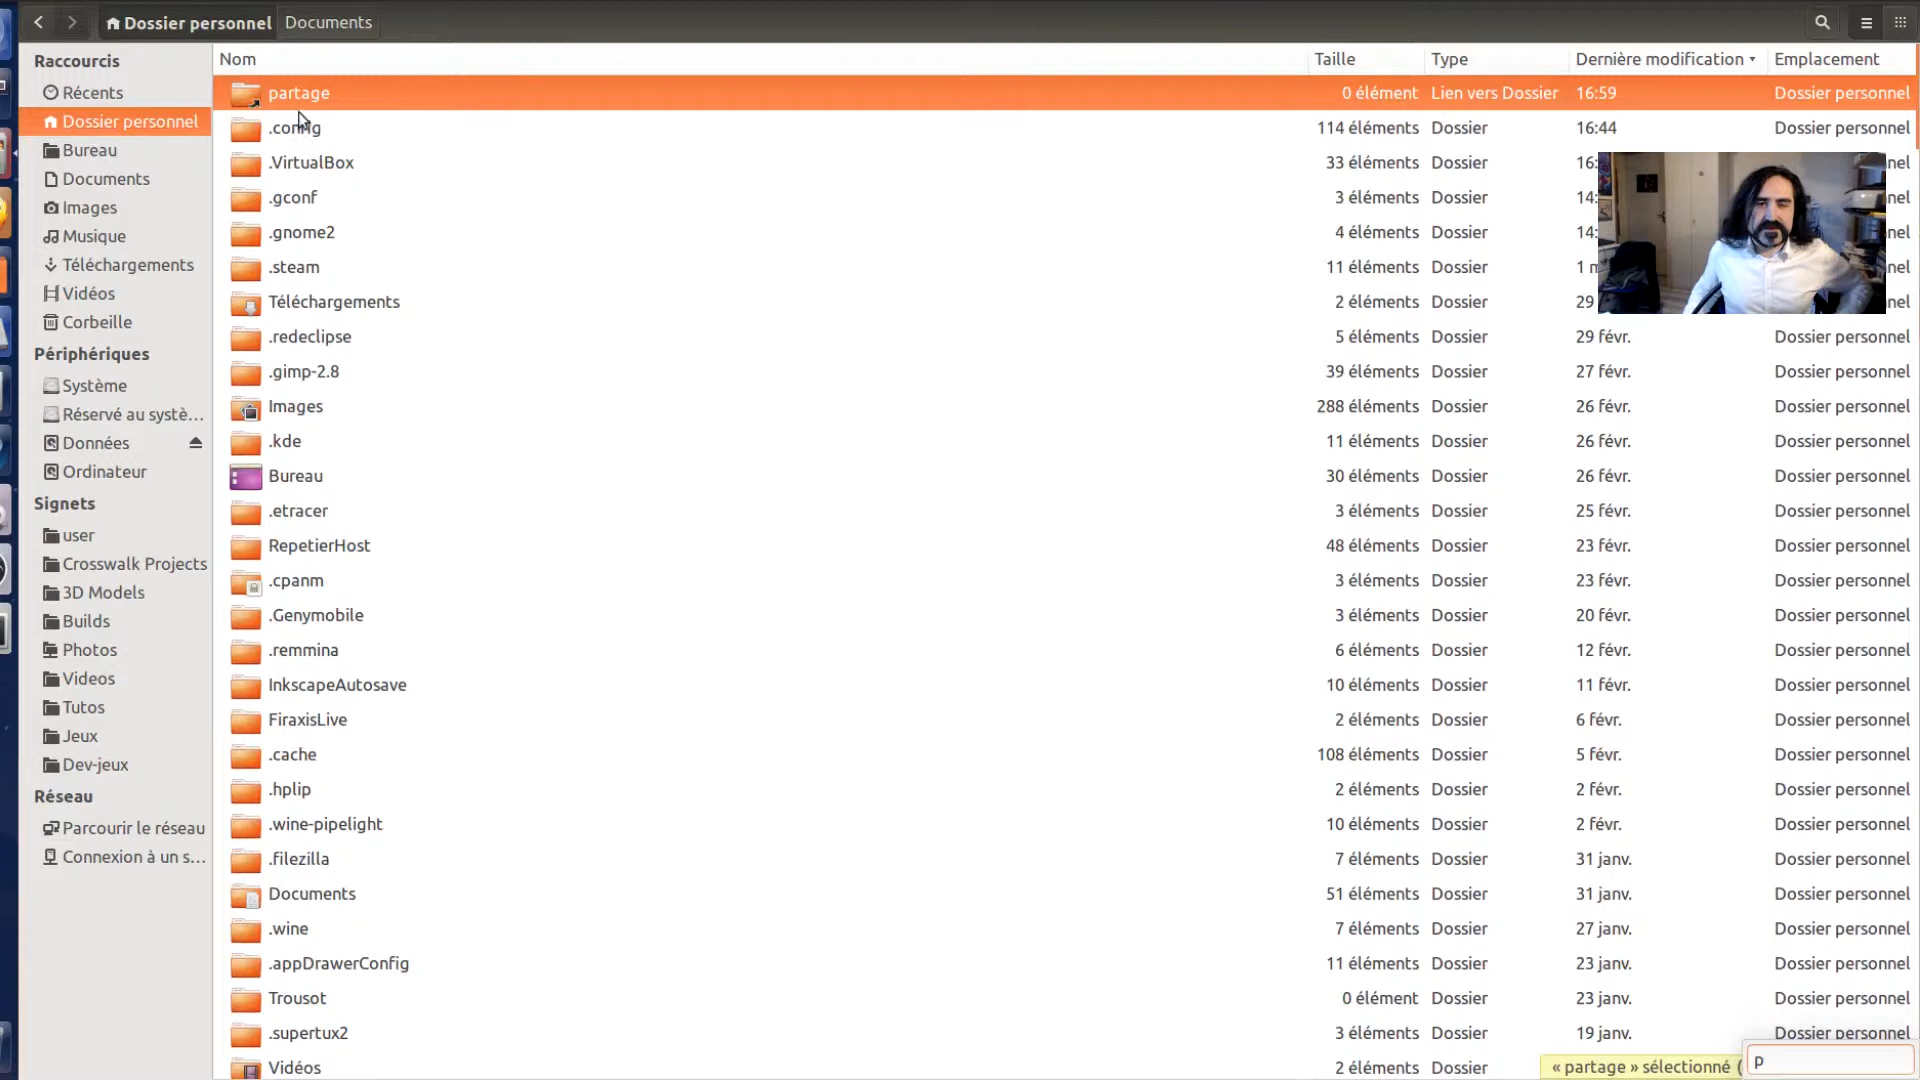 Dossier personnel Documents
Raccourcis
Récents
Dossier personnel
Bureau
Documents
Images
Musique
Téléchargements
Vidéos
Corbeille
Périphériques
Système
Réservé au systè...
Données
Ordinateur
Signets
user
Crosswalk Projects
3D Models
Builds
Photos
Videos
Tutos
Jeux
Dev-jeux
Réseau
Parcourir le réseau
Connexion à un s...
Nom Taille Type Dernière modification Emplacement
partage 0 élément Lien vers Dossier 16:59 Dossier personnel
.config 114 éléments Dossier 16:44 Dossier personnel
.VirtualBox 33 éléments Dossier 16: nel
.gconf 3 éléments Dossier 14: nel
.gnome2 4 éléments Dossier 14: nel
.steam 11 éléments Dossier 1 m nel
Téléchargements 2 éléments Dossier 29 nel
.redeclipse 5 éléments Dossier 29 févr. Dossier personnel
.gimp-2.8 39 éléments Dossier 27 févr. Dossier personnel
Images 288 éléments Dossier 26 févr. Dossier personnel
.kde 11 éléments Dossier 26 févr. Dossier personnel
Bureau 30 éléments Dossier 26 févr. Dossier personnel
.etracer 3 éléments Dossier 25 févr. Dossier personnel
RepetierHost 48 éléments Dossier 23 févr. Dossier personnel
.cpanm 3 éléments Dossier 23 févr. Dossier personnel
.Genymobile 3 éléments Dossier 20 févr. Dossier personnel
.remmina 6 éléments Dossier 12 févr. Dossier personnel
InkscapeAutosave 10 éléments Dossier 11 févr. Dossier personnel
FiraxisLive 2 éléments Dossier 6 févr. Dossier personnel
.cache 108 éléments Dossier 5 févr. Dossier personnel
.hplip 2 éléments Dossier 2 févr. Dossier personnel
.wine-pipelight 10 éléments Dossier 2 févr. Dossier personnel
.filezilla 7 éléments Dossier 31 janv. Dossier personnel
Documents 51 éléments Dossier 31 janv. Dossier personnel
.wine 7 éléments Dossier 27 janv. Dossier personnel
.appDrawerConfig 11 éléments Dossier 23 janv. Dossier personnel
Trousot 0 élément Dossier 23 janv. Dossier personnel
.supertux2 3 éléments Dossier 19 janv. Dossier personnel
Vidéos 2 éléments Dossier
« partage » sélectionné (
p